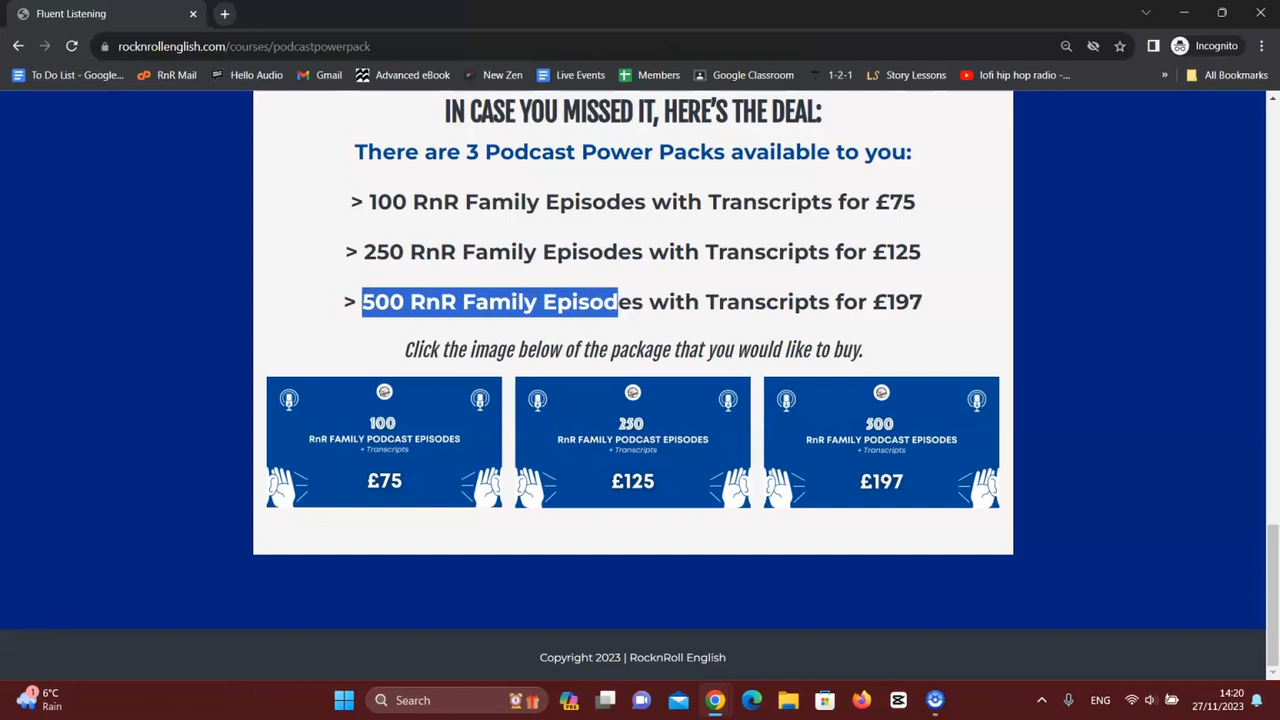 Fluent Listening
rocknrollenglish.com/courses/podcastpowerpack
Incognito
To Do List - Google...
RnR Mail
Hello Audio
Gmail
Advanced eBook
New Zen
Live Events
Members
Google Classroom
1-2-1
Story Lessons
lofi hip hop radio -...
»
All Bookmarks
IN CASE YOU MISSED IT, HERE'S THE DEAL:
There are 3 Podcast Power Packs available to you:
> 100 RnR Family Episodes with Transcripts for £75
> 250 RnR Family Episodes with Transcripts for £125
> 500 RnR Family Episodes with Transcripts for £197
Click the image below of the package that you would like to buy.
100
RnR FAMILY PODCAST EPISODES
+ Transcripts
£75
250
RnR FAMILY PODCAST EPISODES
+ Transcripts
£125
500
RnR FAMILY PODCAST EPISODES
+ Transcripts
£197
Copyright 2023 | RocknRoll English
1
6°C
Rain
Search
ENG
14:20
27/11/2023